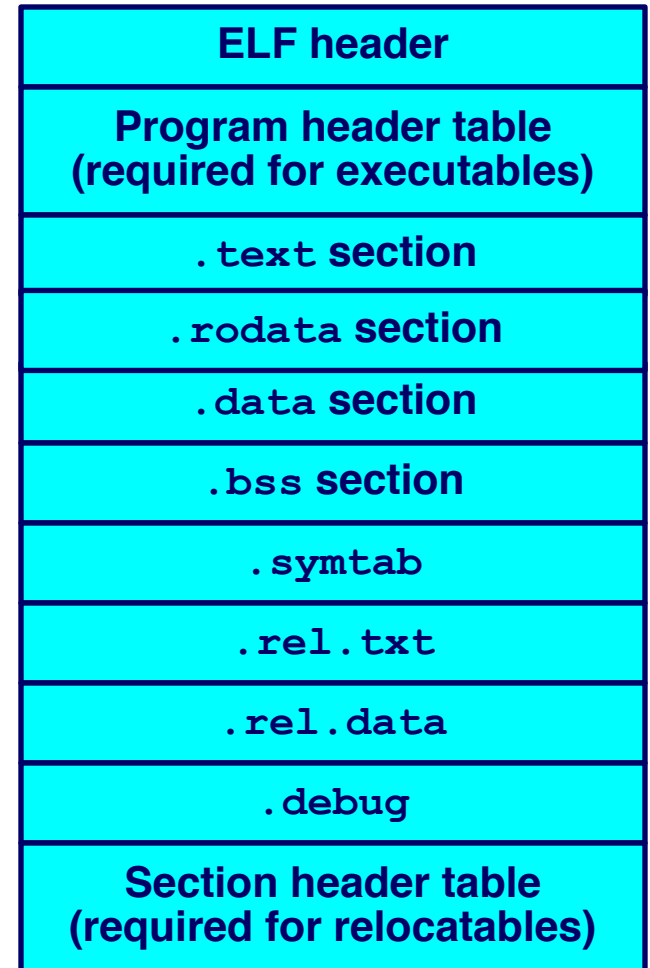 ELF header
Program header table
(required for executables)
.text section
.rodata section
.data section
.bss section
.symtab
.rel.txt
.rel.data
.debug
Section header table
(required for relocatables)